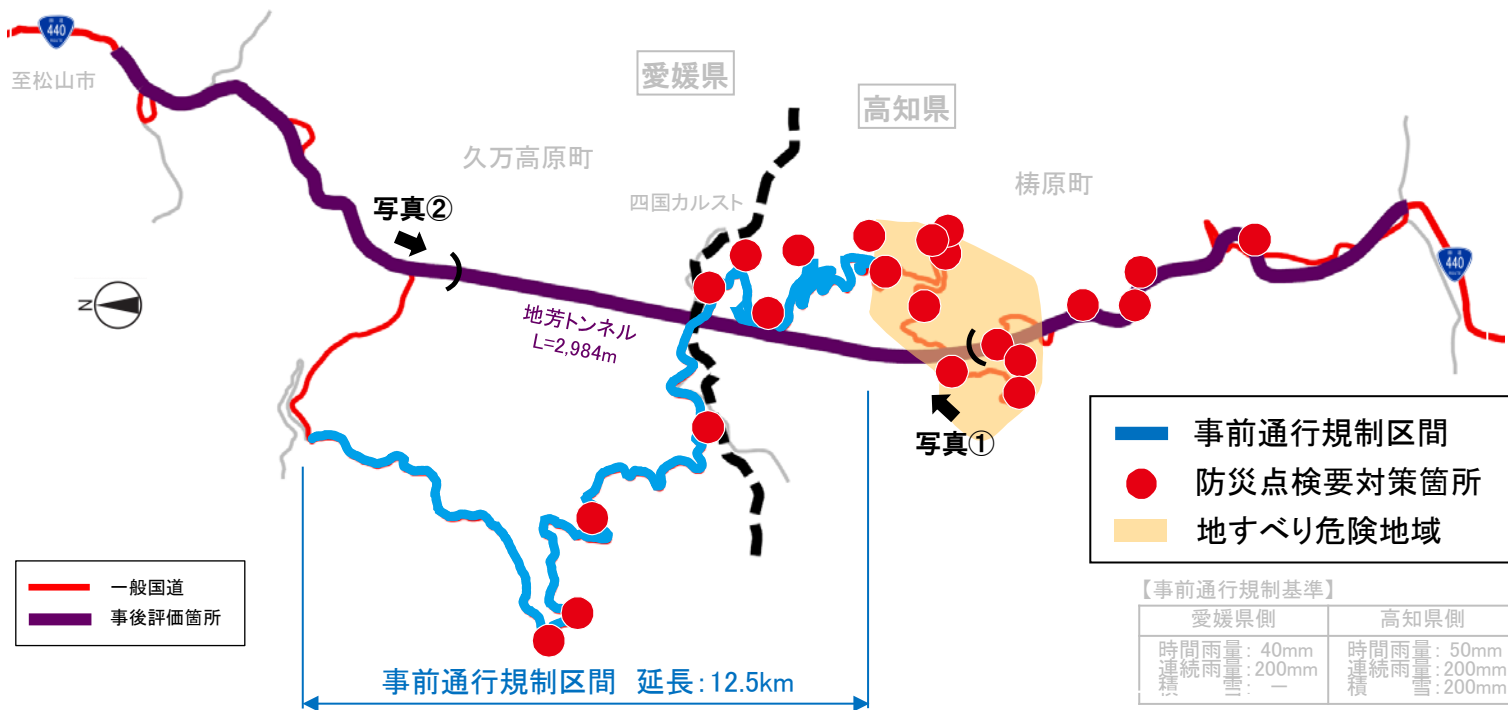 440
至松山市
愛媛県
高知県
久万高原町
梼原町
四国カルスト
写真②
N
440
地芳トンネル
L=2,984m
写真①
事前通行規制区間
防災点検要対策箇所
地すべり危険地域
一般国道
事後評価箇所
事前通行規制区間 延長:12.5km
【事前通行規制基準】
愛媛県側 高知県側
時間雨量: 40mm 時間雨量: 50mm
連続雨量:200mm 連続雨量:200mm
積 雪: － 積 雪:200mm